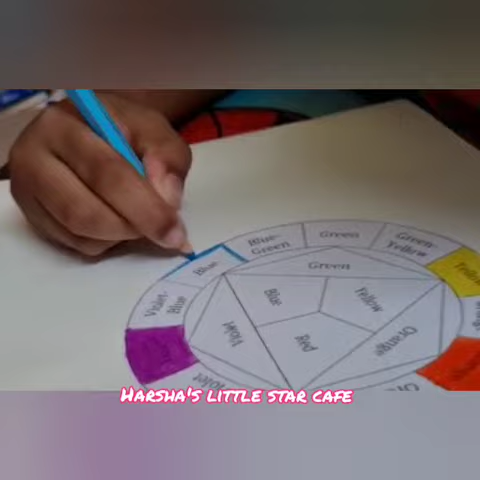 Blue-
Green
Green
Green-
Yellow
Yellow
Blue
Violet-
Blue
Green
Blue
Yellow
Violet
Red
Orange
Violet
HARSHA'S LITTLE STAR CAFE